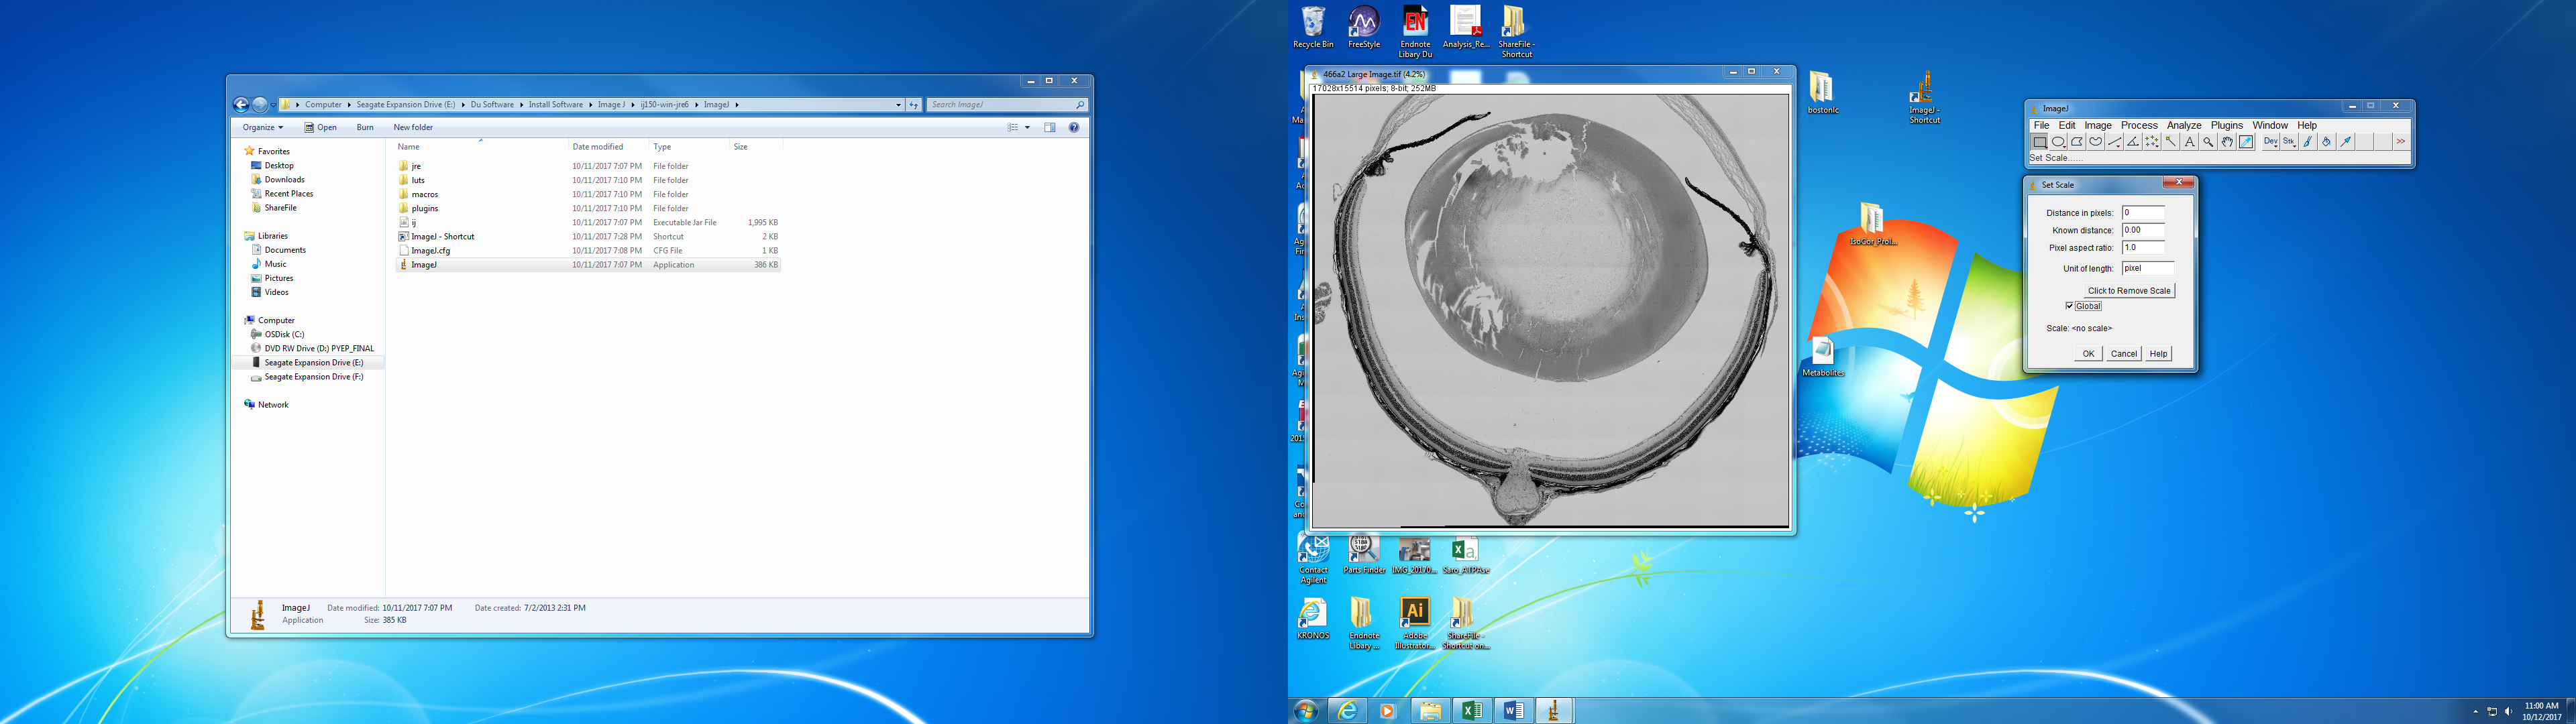 Computer ▸ Seagate Expansion Drive (E:) ▸ Du Software ▸ Install Software ▸ Image J ▸ ij150-win-jre6 ▸ ImageJ ▸
Search ImageJ
Organize Open Burn New folder
Favorites
Desktop
Downloads
Recent Places
ShareFile
Libraries
Documents
Music
Pictures
Videos
Computer
OSDisk (C:)
DVD RW Drive (D:) PYEP_FINAL
Seagate Expansion Drive (E:)
Seagate Expansion Drive (F:)
Network
Name Date modified Type Size
jre 10/11/2017 7:07 PM File folder
luts 10/11/2017 7:10 PM File folder
macros 10/11/2017 7:10 PM File folder
plugins 10/11/2017 7:10 PM File folder
ij 10/11/2017 7:07 PM Executable Jar File 1,995 KB
ImageJ - Shortcut 10/11/2017 7:28 PM Shortcut 2 KB
ImageJ.cfg 10/11/2017 7:08 PM CFG File 1 KB
ImageJ 10/11/2017 7:07 PM Application 386 KB
ImageJ Date modified: 10/11/2017 7:07 PM Date created: 7/2/2013 2:31 PM
Application Size: 385 KB
Recycle Bin
FreeStyle
EN
Endnote
Libary Du
Analysis_Re...
ShareFile -
Shortcut
466a2 Large Image.tif (4.2%)
17028x15514 pixels; 8-bit; 252MB
bostonlc
ImageJ -
Shortcut
IsoCor_Prol...
Metabolites
Contact
Agilent
Parts Finder
IMG_20170...
Saro_ATPAse
KRONOS
Endnote
Libary ...
Ai
Adobe
Illustrator...
ShareFile -
Shortcut on...
ImageJ
File Edit Image Process Analyze Plugins Window Help
A Dev Stk >>
Set Scale......
Set Scale
Distance in pixels: 0
Known distance: 0.00
Pixel aspect ratio: 1.0
Unit of length: pixel
Click to Remove Scale
Global
Scale: <no scale>
OK Cancel Help
11:00 AM
10/12/2017